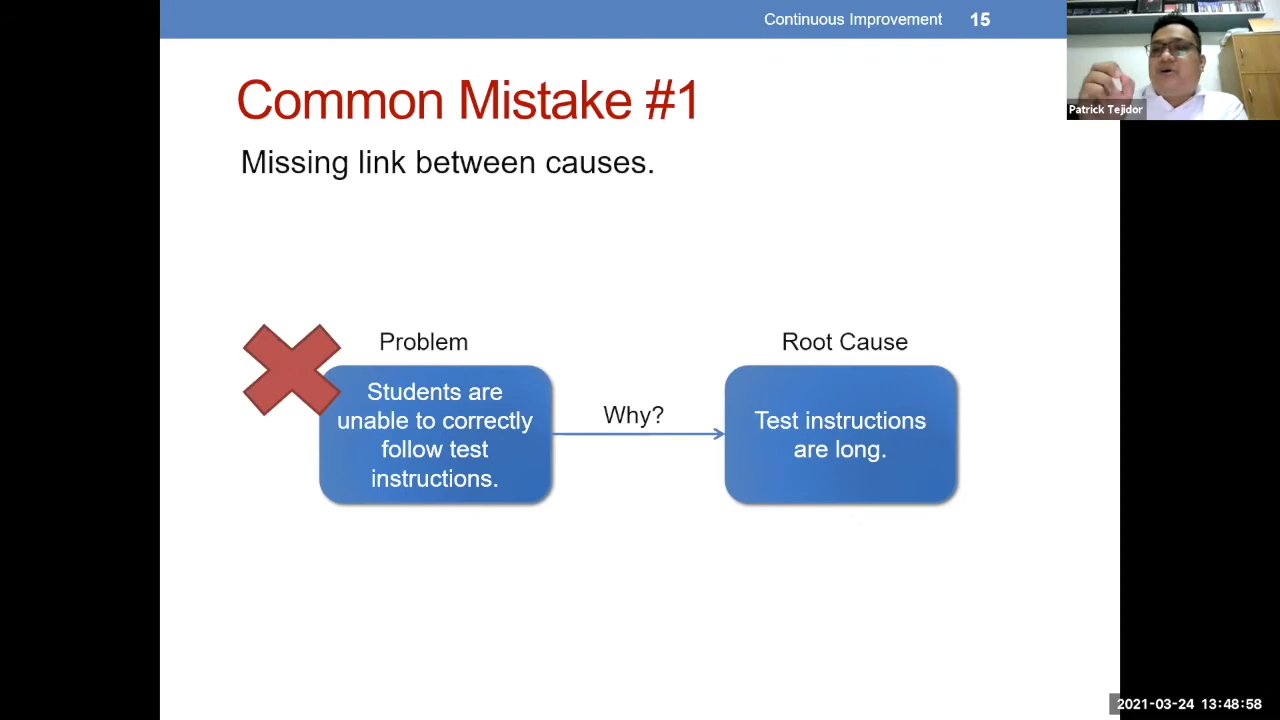 Continuous Improvement 15
Patrick Tejidor
Common Mistake #1
Missing link between causes.
Problem
Students are
unable to correctly
follow test
instructions.
Why?
Root Cause
Test instructions
are long.
2021-03-24 13:48:58